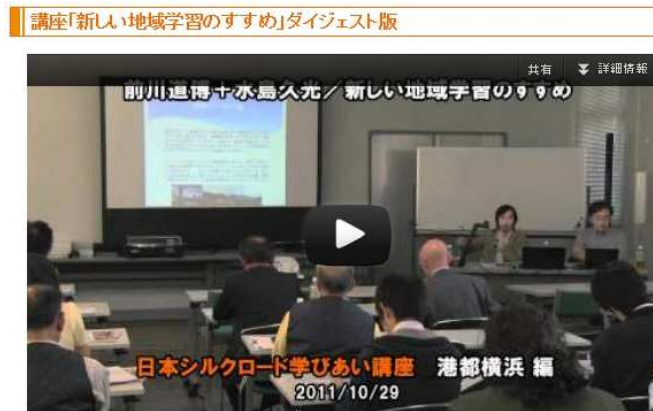 講座「新しい地域学習のすすめ」ダイジェスト版
共有 詳細情報
前川道博＋水島久光／新しい地域学習のすすめ
日本シルクロード学びあい講座 港都横浜 編
2011/10/29